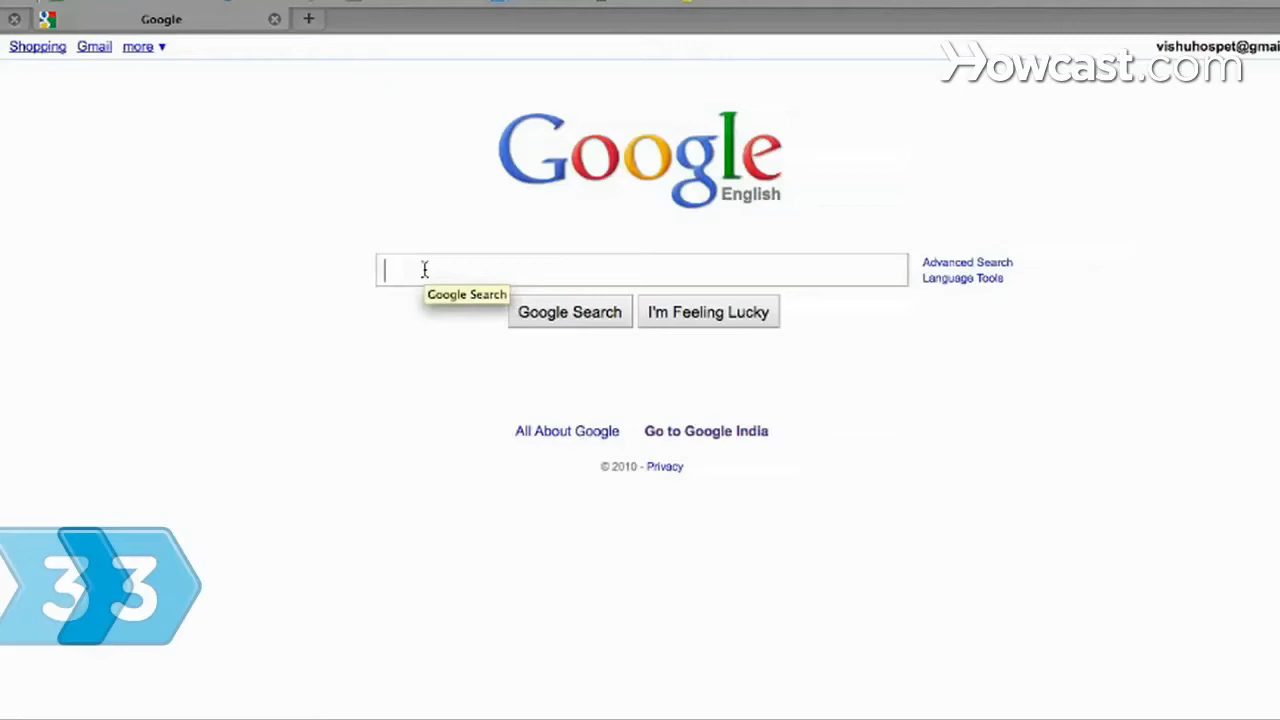 Google
Shopping Gmail more ▼
vishuhospet@gmai
Howcast.com
Google
English
Advanced Search
Language Tools
Google Search
Google Search
I'm Feeling Lucky
All About Google
Go to Google India
© 2010 - Privacy
3 3